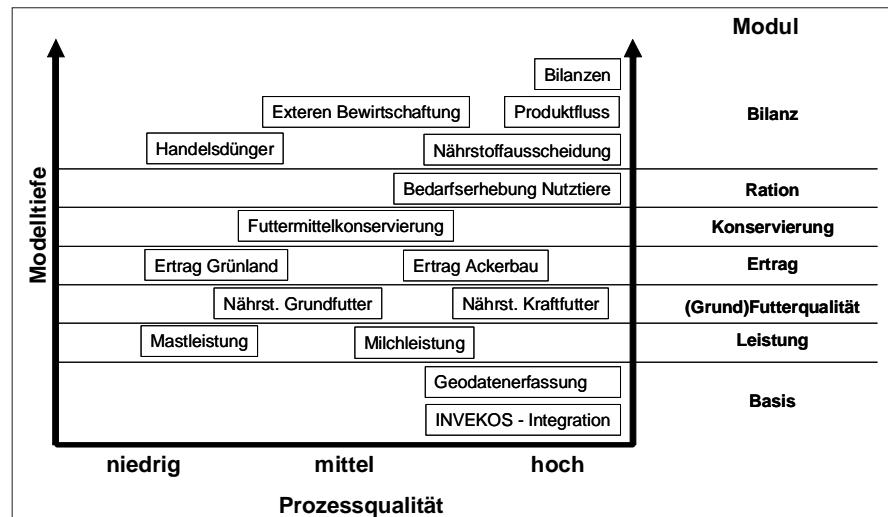 Modul
Bilanzen
Exteren Bewirtschaftung
Produktfluss
Bilanz
Handelsdünger
Nährstoffausscheidung
Bedarfserhebung Nutztiere
Ration
Futtermittelkonservierung
Konservierung
Ertrag Grünland
Ertrag Ackerbau
Ertrag
Nährst. Grundfutter
Nährst. Kraftfutter
(Grund)Futterqualität
Mastleistung
Milchleistung
Leistung
Geodatenerfassung
Basis
INVEKOS - Integration
Modelltiefe
niedrig
mittel
hoch
Prozessqualität